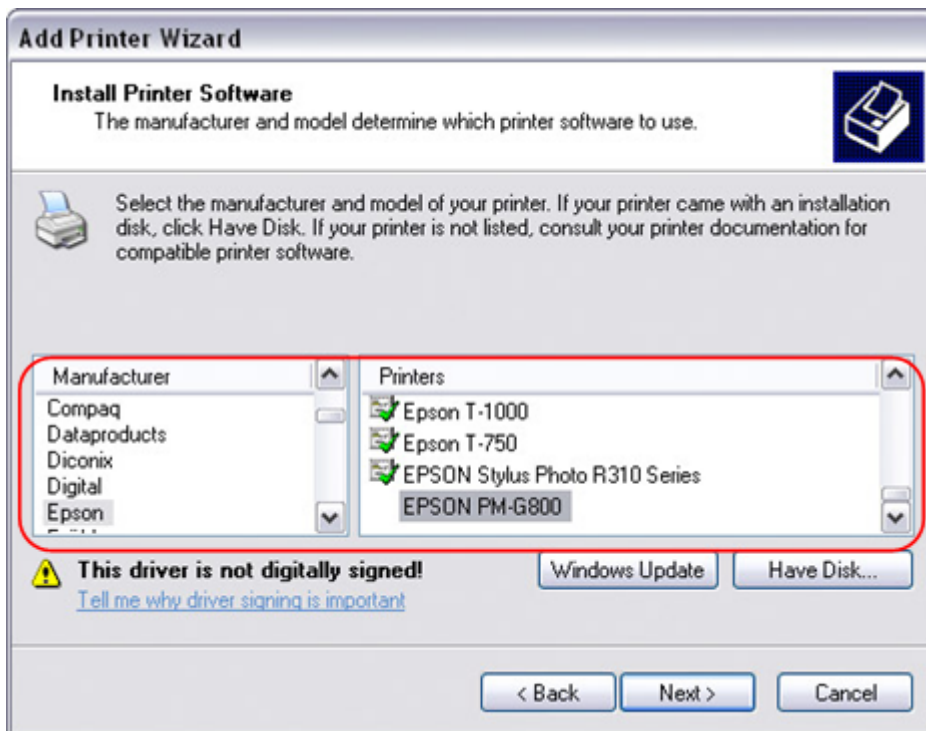 Add Printer Wizard
Install Printer Software
The manufacturer and model determine which printer software to use.
Select the manufacturer and model of your printer. If your printer came with an installation
disk, click Have Disk. If your printer is not listed, consult your printer documentation for
compatible printer software.
Manufacturer
Compaq
Dataproducts
Diconix
Digital
Epson
Printers
Epson T-1000
Epson T-750
EPSON Stylus Photo R310 Series
EPSON PM-G800
This driver is not digitally signed!
Tell me why driver signing is important
Windows Update
Have Disk...
< Back
Next >
Cancel